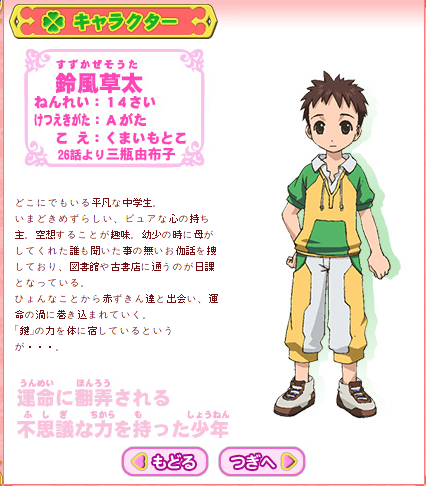 キャラクター
すずかぜそうた
鈴風草太
ねんれい：14さい
けつえきがた：Aがた
こえ：くまいもとこ
26話より三瓶由布子
どこにでもいる平凡な中学生。
いまどきめずらしい、ピュアな心の持ち
主。空想することが趣味。幼少の時に母が
してくれた誰も聞いた事の無いお伽話を捜
しており、図書館や古書店に通うのが日課
となっている。
ひょんなことから赤ずきん達と出会い、運
命の渦に巻き込まれていく。
「鍵」の力を体に宿しているという
が・・・。
うんめい ほんろう
運命に翻弄される
ふしぎ ちから も しょうねん
不思議な力を持った少年
もどる つぎへ